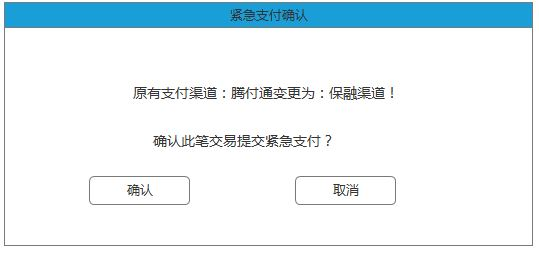 紧急支付确认
原有支付渠道：腾付通变更为：保融渠道！
确认此笔交易提交紧急支付？
确认 取消